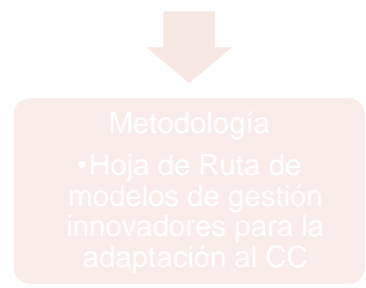 Metodología
•Hoja de Ruta de
modelos de gestión
innovadores para la
adaptación al CC